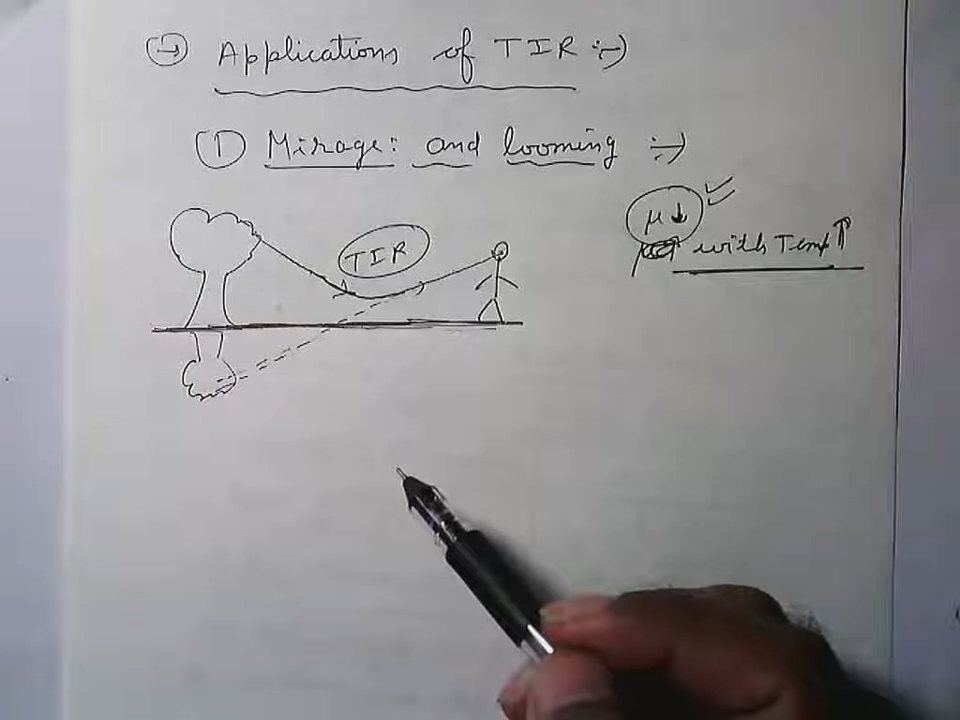 → Applications of TIR :→
① Mirage: and looming :→
TIR
μ↓
with Temp↑